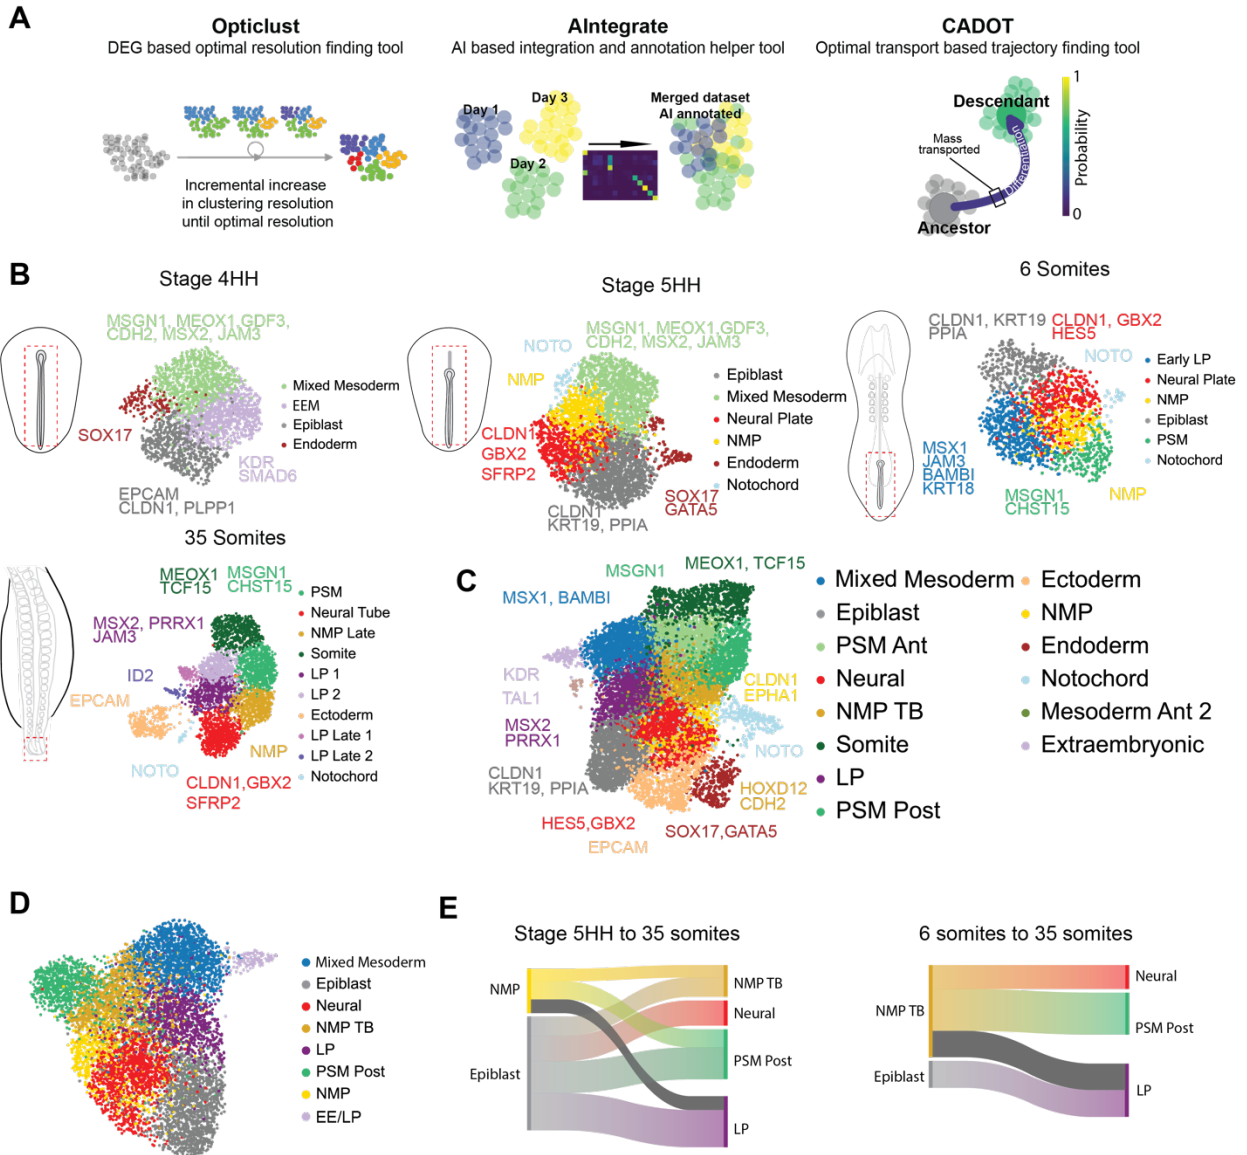 A
Opticlust
DEG based optimal resolution finding tool
Incremental increase
in clustering resolution
until optimal resolution
AIntegrate
AI based integration and annotation helper tool
Day 1
Day 3
Day 2
Merged dataset
AI annotated
CADOT
Optimal transport based trajectory finding tool
Descendant
Mass
transported
Differentiation
Ancestor
1
Probability
0
B
Stage 4HH
MSGN1, MEOX1,GDF3,
CDH2, MSX2, JAM3
SOX17
KDR
SMAD6
EPCAM
CLDN1, PLPP1
Mixed Mesoderm
EEM
Epiblast
Endoderm
Stage 5HH
MSGN1, MEOX1,GDF3,
CDH2, MSX2, JAM3
NOTO
NMP
CLDN1
GBX2
SFRP2
CLDN1
KRT19, PPIA
SOX17
GATA5
Epiblast
Mixed Mesoderm
Neural Plate
NMP
Endoderm
Notochord
6 Somites
CLDN1, KRT19
PPIA
CLDN1, GBX2
HES5
NOTO
MSX1
JAM3
BAMBI
KRT18
MSGN1
CHST15
NMP
Early LP
Neural Plate
NMP
Epiblast
PSM
Notochord
35 Somites
MEOX1
TCF15
MSGN1
CHST15
MSX2, PRRX1
JAM3
ID2
EPCAM
NOTO
NMP
CLDN1,GBX2
SFRP2
PSM
Neural Tube
NMP Late
Somite
LP 1
LP 2
Ectoderm
LP Late 1
LP Late 2
Notochord
C
MSGN1
MEOX1, TCF15
MSX1, BAMBI
KDR
TAL1
MSX2
PRRX1
CLDN1
KRT19, PPIA
CLDN1
EPHA1
NOTO
HOXD12
CDH2
HES5,GBX2
SOX17,GATA5
EPCAM
Mixed Mesoderm
Epiblast
PSM Ant
Neural
NMP TB
Somite
LP
PSM Post
Ectoderm
NMP
Endoderm
Notochord
Mesoderm Ant 2
Extraembryonic
D
Mixed Mesoderm
Epiblast
Neural
NMP TB
LP
PSM Post
NMP
EE/LP
E
Stage 5HH to 35 somites
NMP
Epiblast
NMP TB
Neural
PSM Post
LP
6 somites to 35 somites
NMP TB
Epiblast
Neural
PSM Post
LP